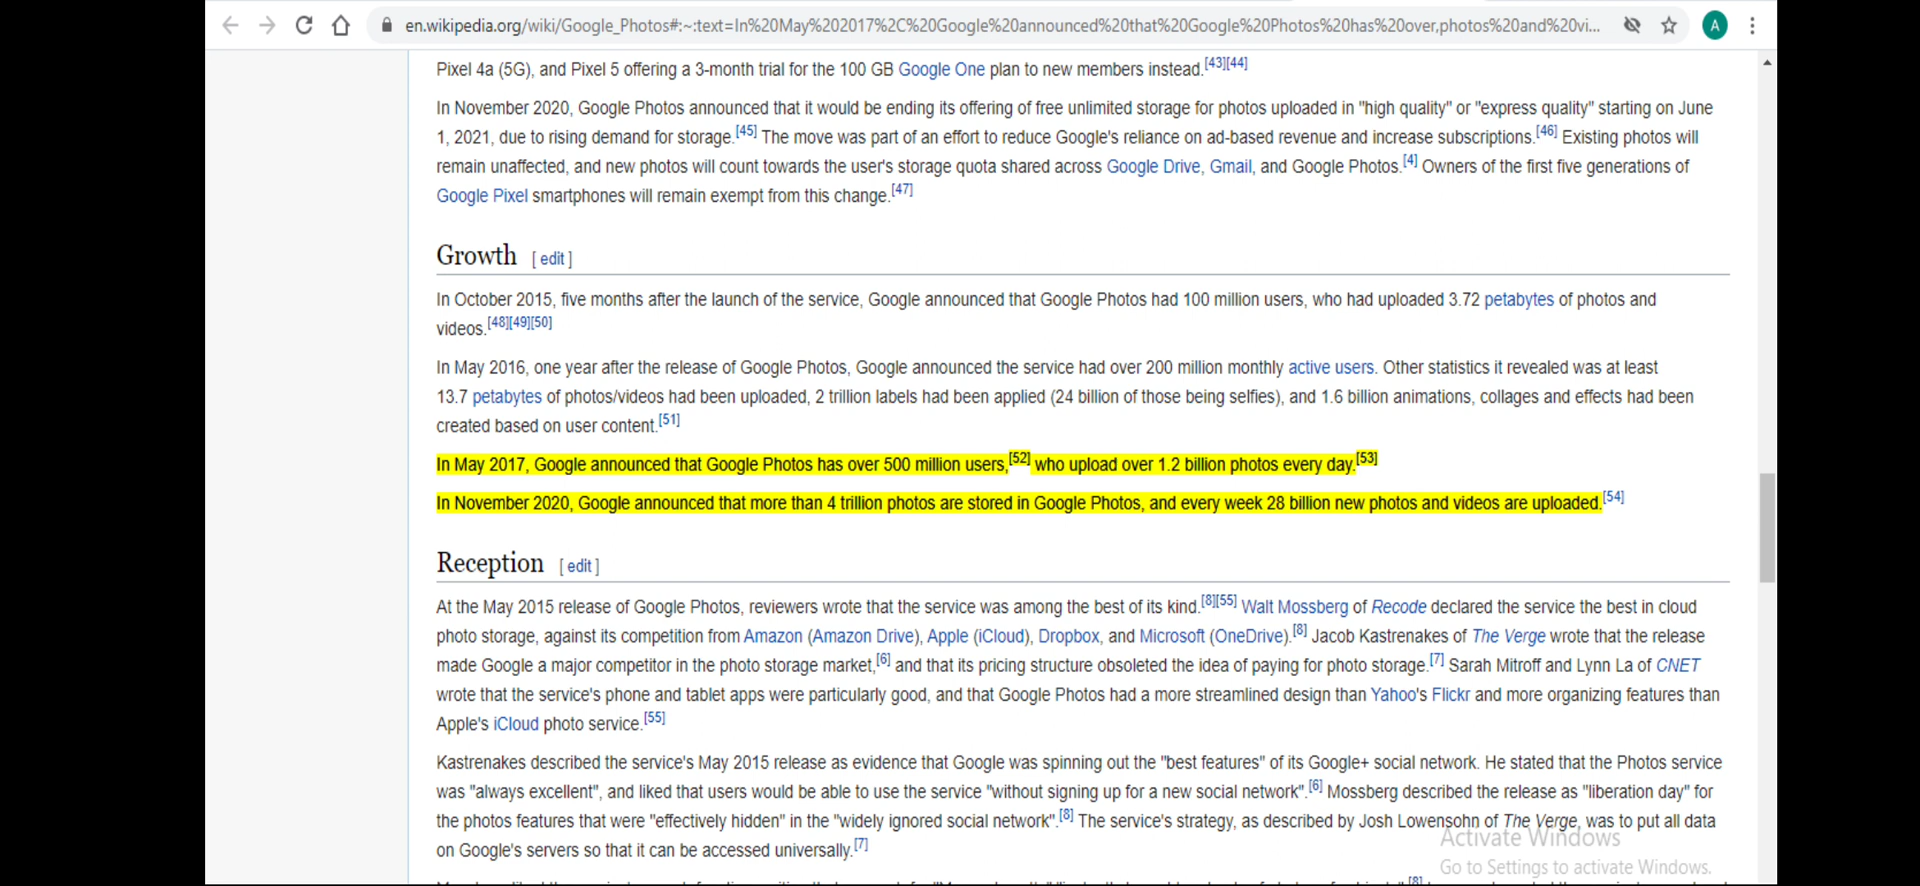 en.wikipedia.org/wiki/Google_Photos#:~:text=In%20May%202017%2C%20Google%20announced%20that%20Google%20Photos%20has%20over,photos%20and%20vi...
A
Pixel 4a (5G), and Pixel 5 offering a 3-month trial for the 100 GB Google One plan to new members instead.[43][44]
In November 2020, Google Photos announced that it would be ending its offering of free unlimited storage for photos uploaded in "high quality" or "express quality" starting on June
1, 2021, due to rising demand for storage.[45] The move was part of an effort to reduce Google's reliance on ad-based revenue and increase subscriptions.[46] Existing photos will
remain unaffected, and new photos will count towards the user's storage quota shared across Google Drive, Gmail, and Google Photos.[4] Owners of the first five generations of
Google Pixel smartphones will remain exempt from this change.[47]
Growth [ edit ]
In October 2015, five months after the launch of the service, Google announced that Google Photos had 100 million users, who had uploaded 3.72 petabytes of photos and
videos.[48][49][50]
In May 2016, one year after the release of Google Photos, Google announced the service had over 200 million monthly active users. Other statistics it revealed was at least
13.7 petabytes of photos/videos had been uploaded, 2 trillion labels had been applied (24 billion of those being selfies), and 1.6 billion animations, collages and effects had been
created based on user content.[51]
In May 2017, Google announced that Google Photos has over 500 million users,[52] who upload over 1.2 billion photos every day.[53]
In November 2020, Google announced that more than 4 trillion photos are stored in Google Photos, and every week 28 billion new photos and videos are uploaded.[54]
Reception [ edit ]
At the May 2015 release of Google Photos, reviewers wrote that the service was among the best of its kind.[8][55] Walt Mossberg of Recode declared the service the best in cloud
photo storage, against its competition from Amazon (Amazon Drive), Apple (iCloud), Dropbox, and Microsoft (OneDrive).[8] Jacob Kastrenakes of The Verge wrote that the release
made Google a major competitor in the photo storage market,[6] and that its pricing structure obsoleted the idea of paying for photo storage.[7] Sarah Mitroff and Lynn La of CNET
wrote that the service's phone and tablet apps were particularly good, and that Google Photos had a more streamlined design than Yahoo's Flickr and more organizing features than
Apple's iCloud photo service.[55]
Kastrenakes described the service's May 2015 release as evidence that Google was spinning out the "best features" of its Google+ social network. He stated that the Photos service
was "always excellent", and liked that users would be able to use the service "without signing up for a new social network".[6] Mossberg described the release as "liberation day" for
the photos features that were "effectively hidden" in the "widely ignored social network".[8] The service's strategy, as described by Josh Lowensohn of The Verge, was to put all data
on Google's servers so that it can be accessed universally.[7]
Activate Windows
Go to Settings to activate Windows.